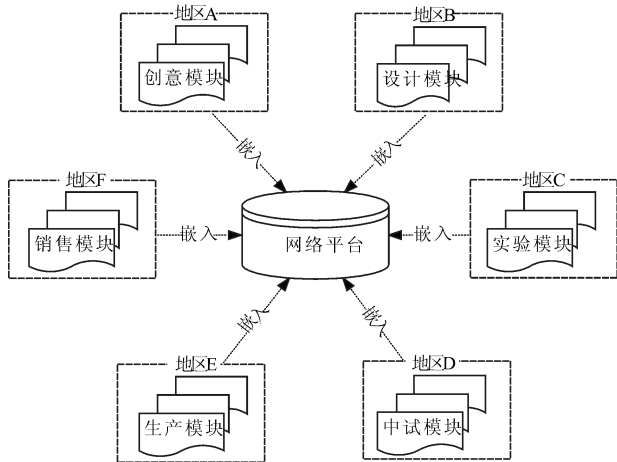 地区A
创意模块
地区B
设计模块
嵌入
嵌入
地区F
销售模块
嵌入
网络平台
嵌入
地区C
实验模块
嵌入
嵌入
地区E
生产模块
地区D
中试模块